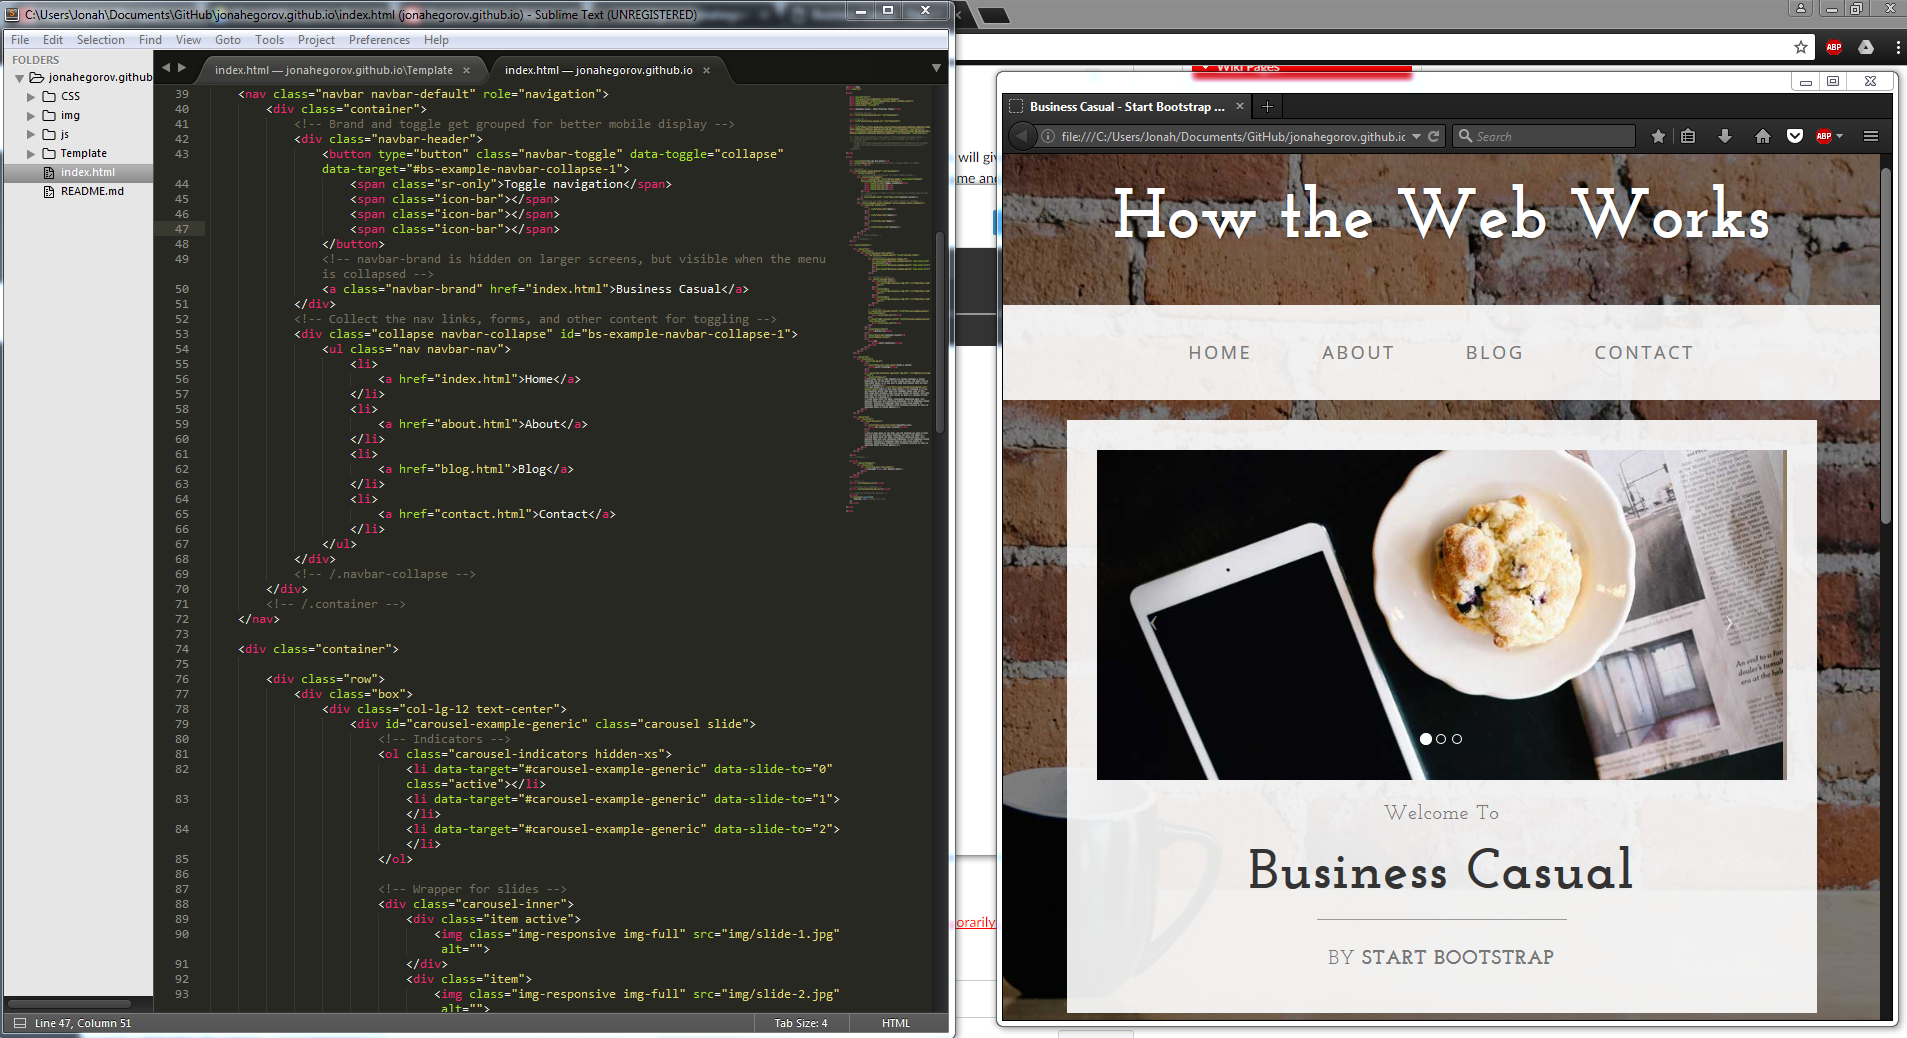 C:\Users\Jonah\Documents\GitHub\jonahegorov.github.io\index.html (jonahegorov.github.io) - Sublime Text (UNREGISTERED)
File Edit Selection Find View Goto Tools Project Preferences Help
FOLDERS
jonahegorov.github
CSS
img
js
Template
index.html
README.md
index.html — jonahegorov.github.io\Template ×
index.html — jonahegorov.github.io ×
39 <nav class="navbar navbar-default" role="navigation">
40 <div class="container">
41 <!-- Brand and toggle get grouped for better mobile display -->
42 <div class="navbar-header">
43 <button type="button" class="navbar-toggle" data-toggle="collapse"
data-target="#bs-example-navbar-collapse-1">
44 <span class="sr-only">Toggle navigation</span>
45 <span class="icon-bar"></span>
46 <span class="icon-bar"></span>
47 <span class="icon-bar"></span>
48 </button>
49 <!-- navbar-brand is hidden on larger screens, but visible when the menu
is collapsed -->
50 <a class="navbar-brand" href="index.html">Business Casual</a>
51 </div>
52 <!-- Collect the nav links, forms, and other content for toggling -->
53 <div class="collapse navbar-collapse" id="bs-example-navbar-collapse-1">
54 <ul class="nav navbar-nav">
55 <li>
56 <a href="index.html">Home</a>
57 </li>
58 <li>
59 <a href="about.html">About</a>
60 </li>
61 <li>
62 <a href="blog.html">Blog</a>
63 </li>
64 <li>
65 <a href="contact.html">Contact</a>
66 </li>
67 </ul>
68 </div>
69 <!-- /.navbar-collapse -->
70 </div>
71 <!-- /.container -->
72 </nav>
73
74 <div class="container">
75
76 <div class="row">
77 <div class="box">
78 <div class="col-lg-12 text-center">
79 <div id="carousel-example-generic" class="carousel slide">
80 <!-- Indicators -->
81 <ol class="carousel-indicators hidden-xs">
82 <li data-target="#carousel-example-generic" data-slide-to="0"
class="active"></li>
83 <li data-target="#carousel-example-generic" data-slide-to="1">
</li>
84 <li data-target="#carousel-example-generic" data-slide-to="2">
</li>
85 </ol>
86
87 <!-- Wrapper for slides -->
88 <div class="carousel-inner">
89 <div class="item active">
90 <img class="img-responsive img-full" src="img/slide-1.jpg"
alt="">
91 </div>
92 <div class="item">
93 <img class="img-responsive img-full" src="img/slide-2.jpg"
alt="">
Line 47, Column 51
Tab Size: 4
HTML
ABP
Wiki Pages
will giv
me and
orarily
Business Casual - Start Bootstrap ... ×
file:///C:/Users/Jonah/Documents/GitHub/jonahegorov.github.io
Search
ABP
How the Web Works
HOME ABOUT BLOG CONTACT
An end to a
dealer's
era at the
Welcome To
Business Casual
BY START BOOTSTRAP